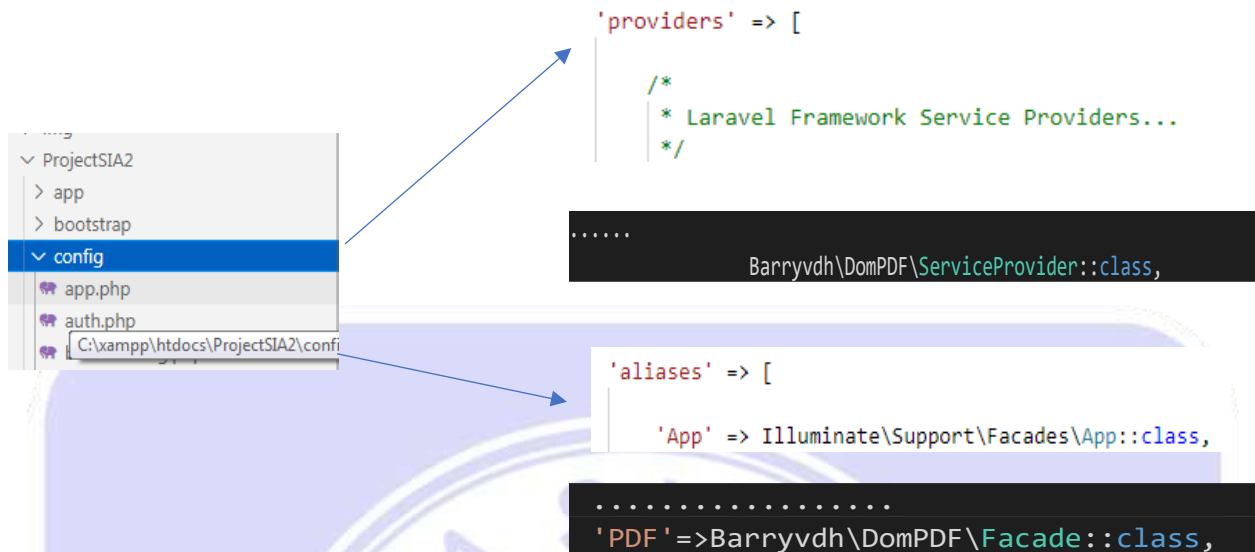 ProjectSIA2
app
bootstrap
config
app.php
auth.php
C:\xampp\htdocs\ProjectSIA2\confi
'providers' => [
/*
* Laravel Framework Service Providers...
*/
......
Barryvdh\DomPDF\ServiceProvider::class,
'aliases' => [
'App' => Illuminate\Support\Facades\App::class,
..................
'PDF'=>Barryvdh\DomPDF\Facade::class,